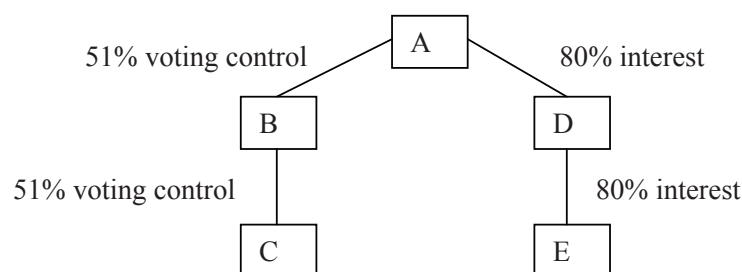 A
51% voting control
80% interest
B
D
51% voting control
80% interest
C
E